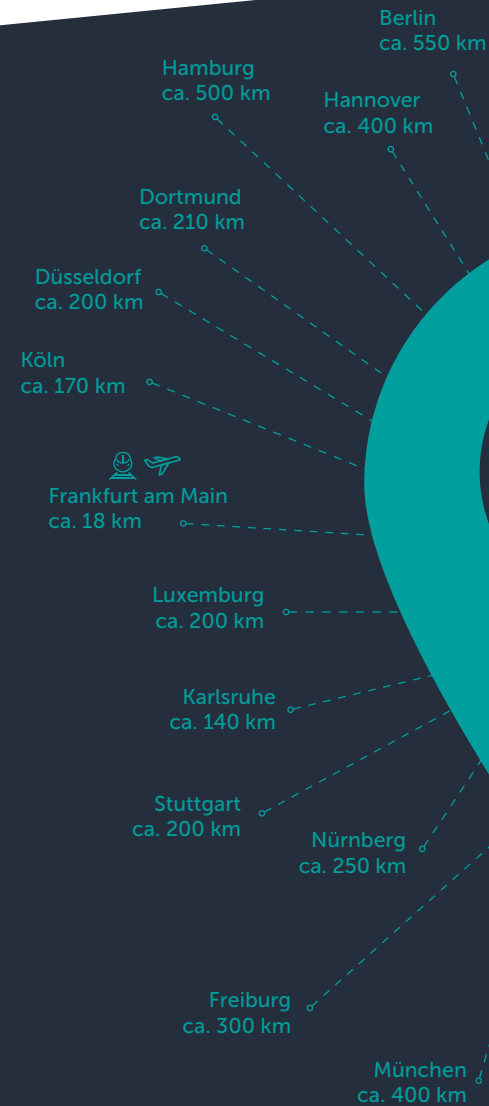 Berlin
ca. 550 km
Hamburg
ca. 500 km
Hannover
ca. 400 km
Dortmund
ca. 210 km
Düsseldorf
ca. 200 km
Köln
ca. 170 km
Frankfurt am Main
ca. 18 km
Luxemburg
ca. 200 km
Karlsruhe
ca. 140 km
Stuttgart
ca. 200 km
Nürnberg
ca. 250 km
Freiburg
ca. 300 km
München
ca. 400 km